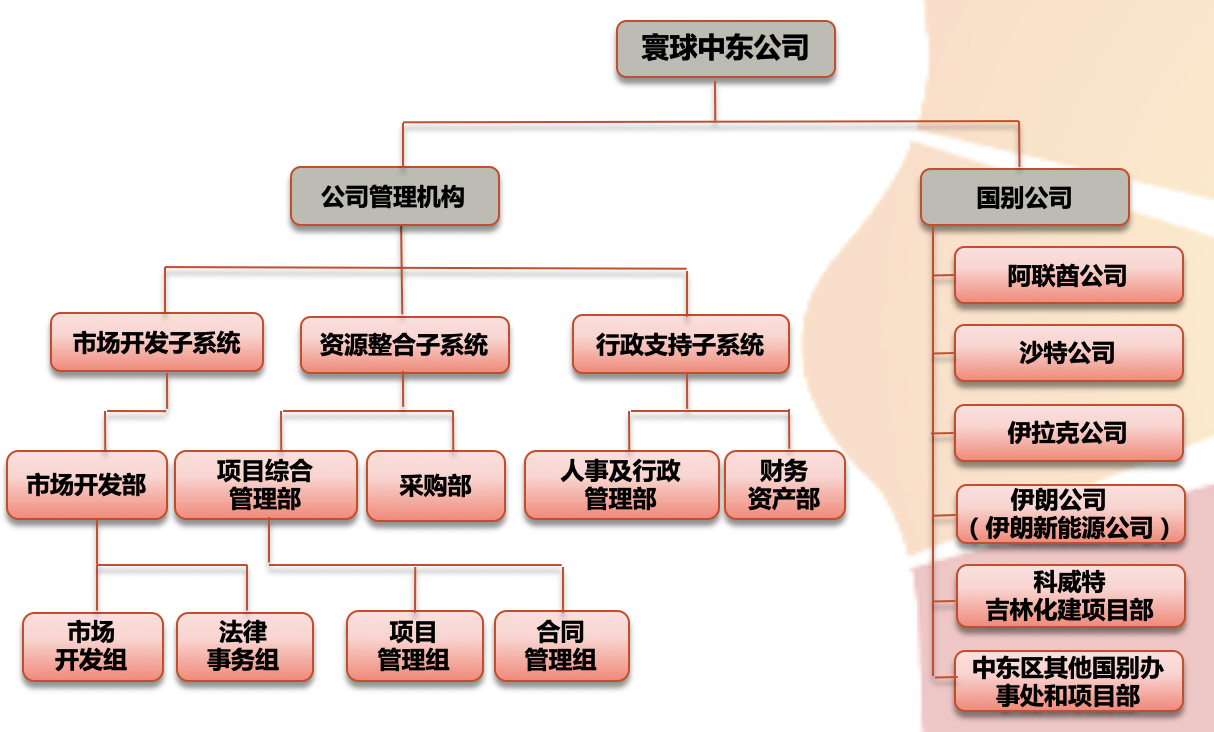 寰球中东公司
公司管理机构
国别公司
阿联酋公司
市场开发子系统
资源整合子系统
行政支持子系统
沙特公司
伊拉克公司
市场开发部
项目综合
管理部
采购部
人事及行政
管理部
财务
资产部
伊朗公司
（伊朗新能源公司）
科威特
吉林化建项目部
市场
开发组
法律
事务组
项目
管理组
合同
管理组
中东区其他国别办
事处和项目部